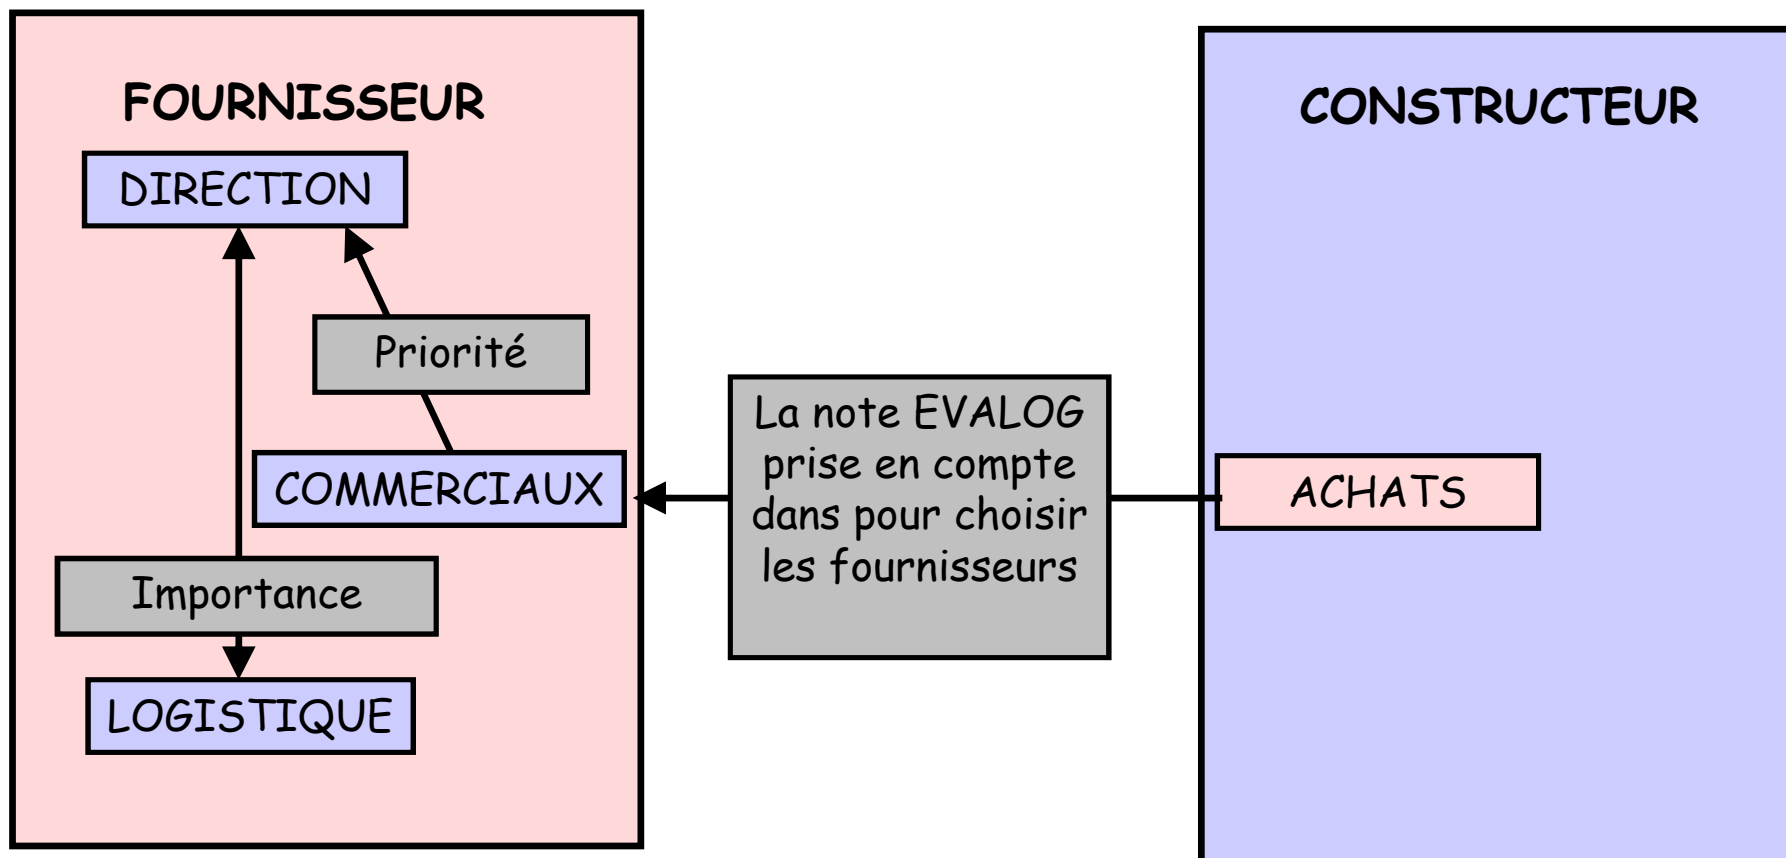 FOURNISSEUR
DIRECTION
Priorité
COMMERCIAUX
Importance
LOGISTIQUE
La note EVALOG
prise en compte
dans pour choisir
les fournisseurs
CONSTRUCTEUR
ACHATS